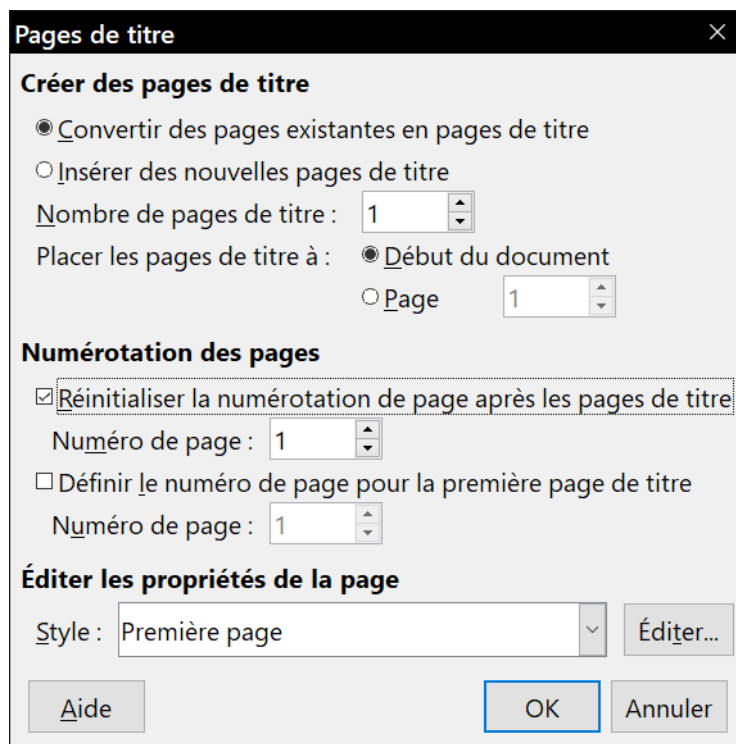 Pages de titre
Créer des pages de titre
Convertir des pages existantes en pages de titre
Insérer des nouvelles pages de titre
Nombre de pages de titre : 1
Placer les pages de titre à : Début du document
Page 1
Numérotation des pages
Réinitialiser la numérotation de page après les pages de titre
Numéro de page : 1
Définir le numéro de page pour la première page de titre
Numéro de page : 1
Éditer les propriétés de la page
Style : Première page Éditer...
Aide OK Annuler